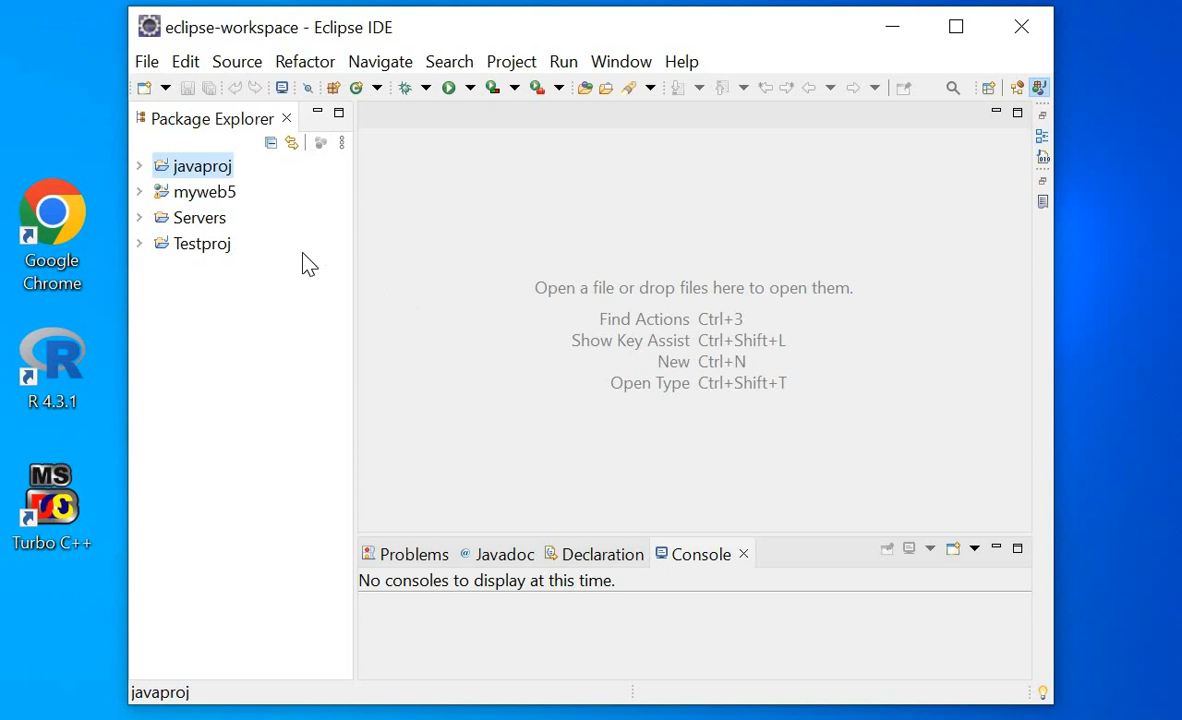 eclipse-workspace - Eclipse IDE
File Edit Source Refactor Navigate Search Project Run Window Help
Package Explorer
javaproj
myweb5
Servers
Testproj
Google
Chrome
R 4.3.1
MS
DOS
Turbo C++
Open a file or drop files here to open them.
Find Actions Ctrl+3
Show Key Assist Ctrl+Shift+L
New Ctrl+N
Open Type Ctrl+Shift+T
Problems @ Javadoc Declaration Console
No consoles to display at this time.
javaproj